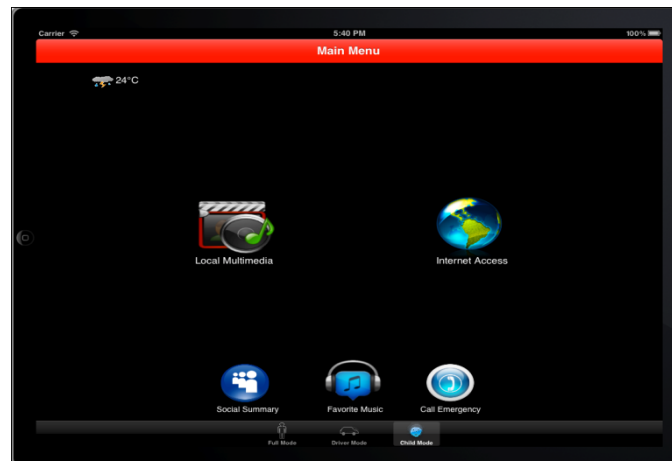 Carrier 5:40 PM 100%
Main Menu
24°C
Local Multimedia Internet Access
Social Summary Favorite Music Call Emergency
Full Mode Driver Mode Child Mode